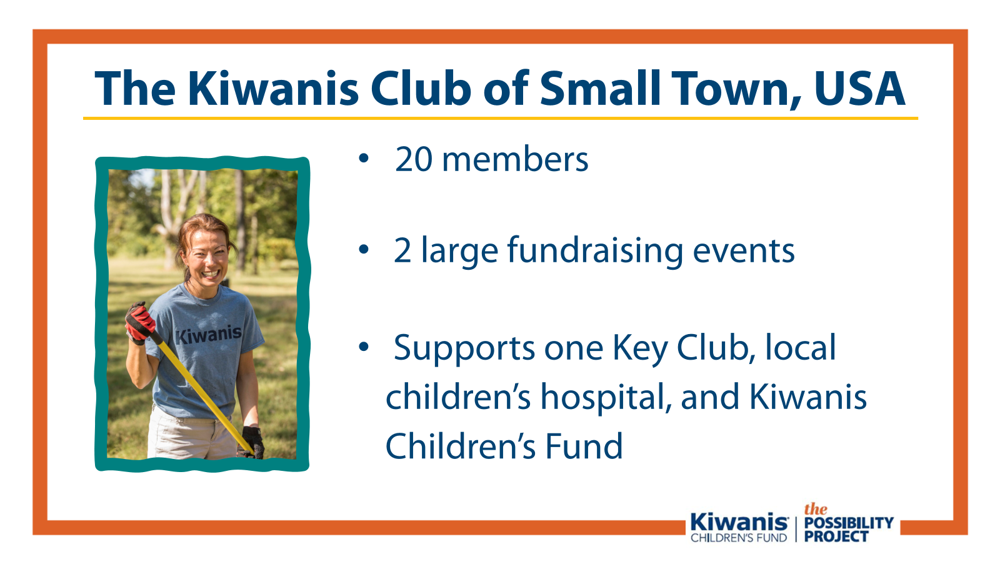 The Kiwanis Club of Small Town, USA
• 20 members
• 2 large fundraising events
• Supports one Key Club, local
children’s hospital, and Kiwanis
Children’s Fund
Kiwanis
Kiwanis®
CHILDREN'S FUND
the
POSSIBILITY
PROJECT